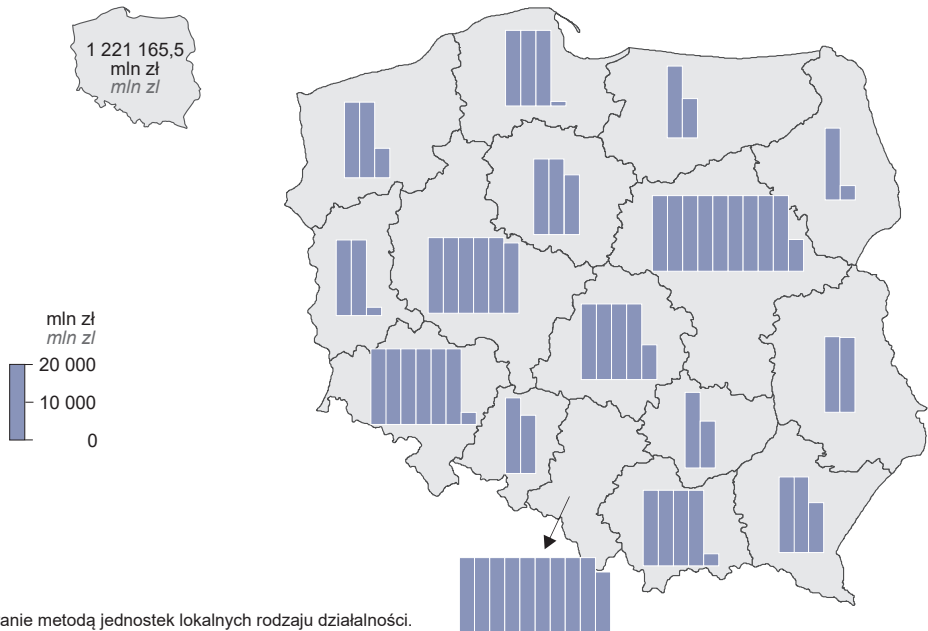 1 221 165,5
mln zł
mln zl
mln zł
mln zl
20 000
10 000
0
anie metodą jednostek lokalnych rodzaju działalności.